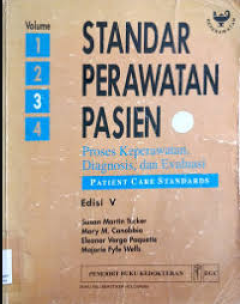 Volume
1
2
3
4
STANDAR
PERAWATAN
PASIEN
Proses Keperawatan,
Diagnosis, dan Evaluasi
PATIENT CARE STANDARDS
Edisi V
Susan Martin Tucker
Mary M. Canobbio
Eleanor Vargo Paquette
Marjorie Fyfe Wells
PENERBIT BUKU KEDOKTERAN EGC